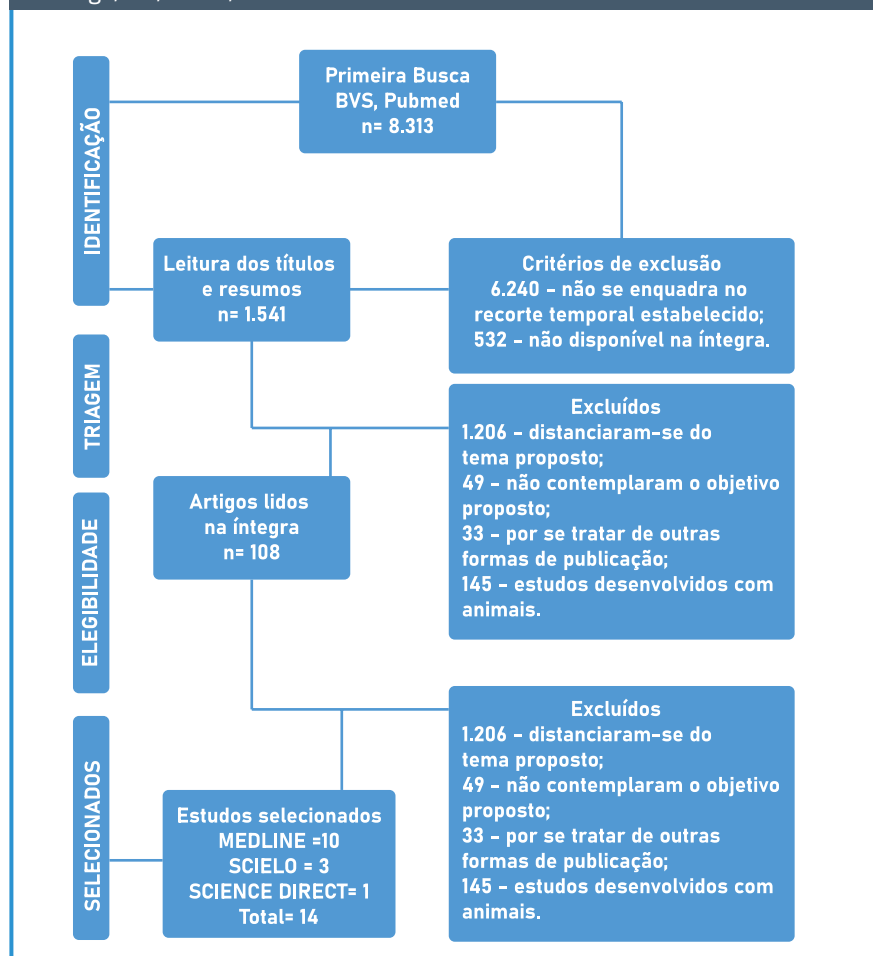 IDENTIFICAÇÃO
Primeira Busca
BVS, Pubmed
n= 8.313
Leitura dos títulos
e resumos
n= 1.541
Critérios de exclusão
6.240 – não se enquadra no
recorte temporal estabelecido;
532 – não disponível na íntegra.
TRIAGEM
Excluídos
1.206 – distanciaram-se do
tema proposto;
49 – não contemplaram o objetivo
proposto;
33 – por se tratar de outras
formas de publicação;
145 – estudos desenvolvidos com
animais.
ELEGIBILIDADE
Artigos lidos
na íntegra
n= 108
SELECIONADOS
Estudos selecionados
MEDLINE =10
SCIELO = 3
SCIENCE DIRECT= 1
Total= 14
Excluídos
1.206 – distanciaram-se do
tema proposto;
49 – não contemplaram o objetivo
proposto;
33 – por se tratar de outras
formas de publicação;
145 – estudos desenvolvidos com
animais.